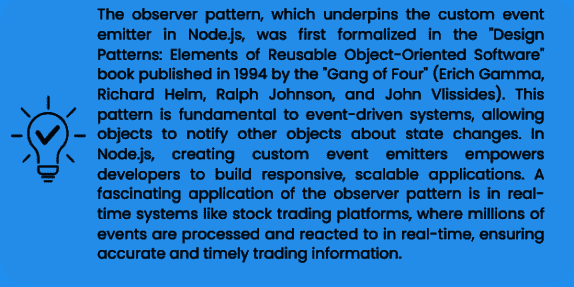 The observer pattern, which underpins the custom event
emitter in Node.js, was first formalized in the "Design
Patterns: Elements of Reusable Object-Oriented Software"
book published in 1994 by the "Gang of Four" (Erich Gamma,
Richard Helm, Ralph Johnson, and John Vlissides). This
pattern is fundamental to event-driven systems, allowing
objects to notify other objects about state changes. In
Node.js, creating custom event emitters empowers
developers to build responsive, scalable applications. A
fascinating application of the observer pattern is in real-
time systems like stock trading platforms, where millions of
events are processed and reacted to in real-time, ensuring
accurate and timely trading information.